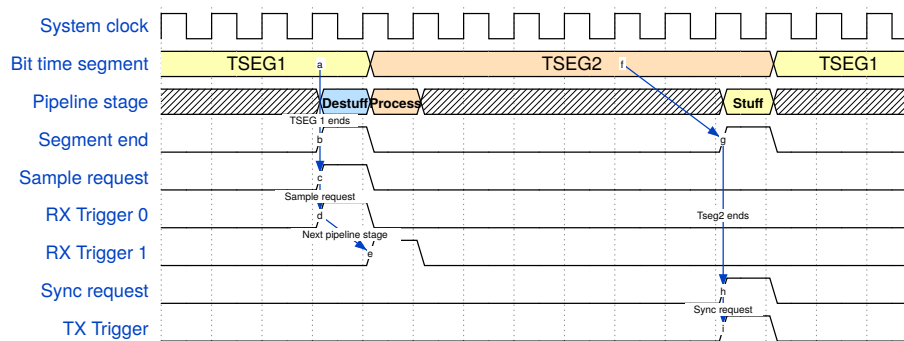 System clock
Bit time segment TSEG1 a TSEG2 f TSEG1
Pipeline stage Destuff Process Stuff
TSEG 1 ends
Segment end b g
Sample request c
Sample request
RX Trigger 0 d Tseg2 ends
Next pipeline stage
RX Trigger 1 e
Sync request h
Sync request
TX Trigger i